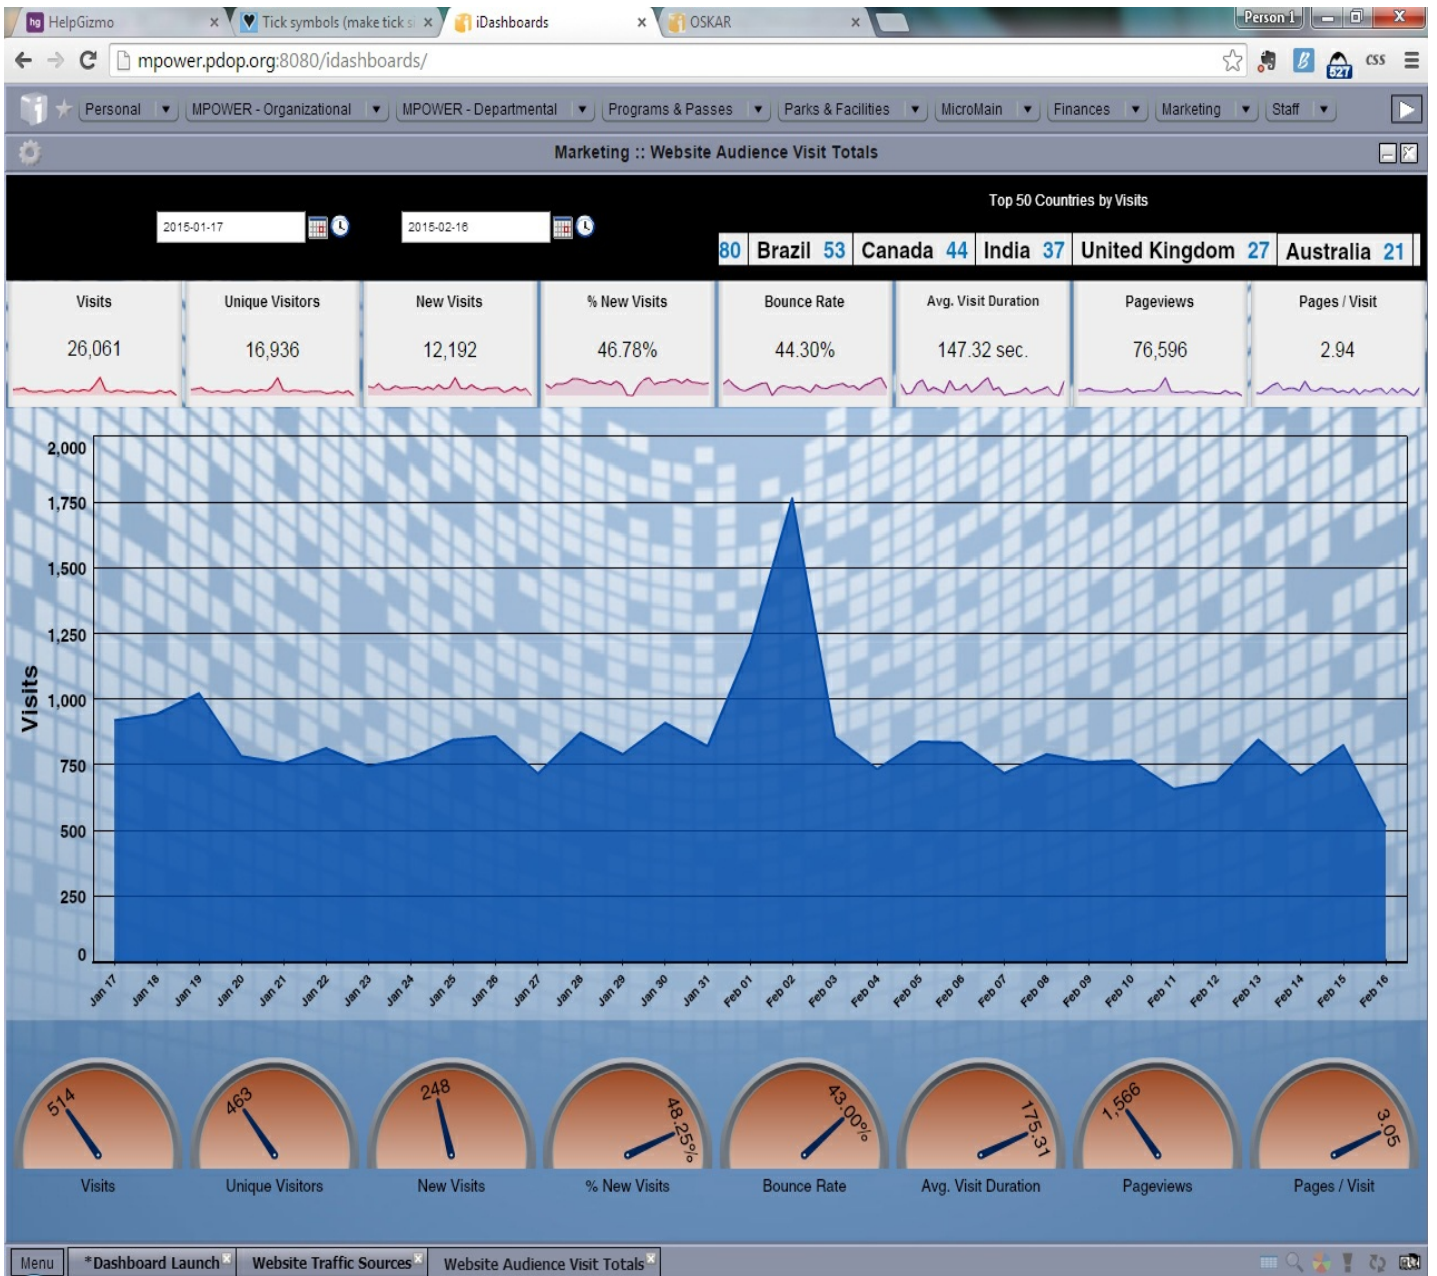 hg HelpGizmo
Tick symbols (make tick s
iDashboards
OSKAR
Person 1
mpower.pdop.org:8080/idashboards/
527
CSS
Personal MPOWER - Organizational MPOWER - Departmental Programs & Passes Parks & Facilities MicroMain Finances Marketing Staff
Marketing :: Website Audience Visit Totals
Top 50 Countries by Visits
2015-01-17 2015-02-16
80 Brazil 53 Canada 44 India 37 United Kingdom 27 Australia 21
Visits Unique Visitors New Visits % New Visits Bounce Rate Avg. Visit Duration Pageviews Pages / Visit
26,061 16,936 12,192 46.78% 44.30% 147.32 sec. 76,596 2.94
2,000
1,750
1,500
1,250
1,000
750
500
250
0
Visits
Jan 17 Jan 18 Jan 19 Jan 20 Jan 21 Jan 22 Jan 23 Jan 24 Jan 25 Jan 26 Jan 27 Jan 28 Jan 29 Jan 30 Jan 31 Feb 01 Feb 02 Feb 03 Feb 04 Feb 05 Feb 06 Feb 07 Feb 08 Feb 09 Feb 10 Feb 11 Feb 12 Feb 13 Feb 14 Feb 15 Feb 16
514 463 248 48.25% 43.00% 175.31 1,566 3.05
Visits Unique Visitors New Visits % New Visits Bounce Rate Avg. Visit Duration Pageviews Pages / Visit
Menu *Dashboard Launch Website Traffic Sources Website Audience Visit Totals